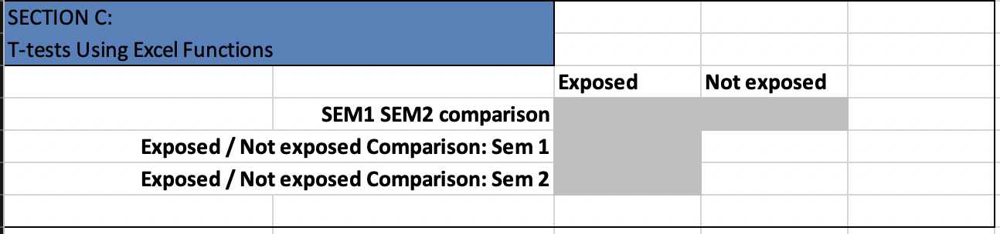 SECTION C:
T-tests Using Excel Functions
Exposed Not exposed
SEM1 SEM2 comparison
Exposed / Not exposed Comparison: Sem 1
Exposed / Not exposed Comparison: Sem 2